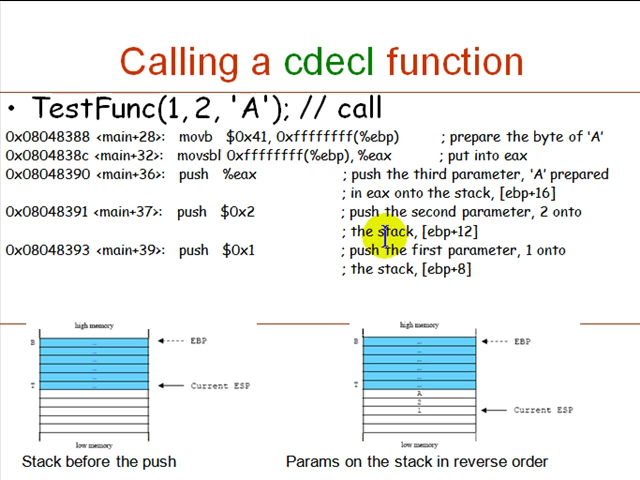 Calling a cdecl function
• TestFunc(1, 2, 'A'); // call
0x08048388 <main+28>: movb $0x41, 0xffffffff(%ebp) ; prepare the byte of 'A'
0x0804838c <main+32>: movsbl 0xffffffff(%ebp), %eax ; put into eax
0x08048390 <main+36>: push %eax ; push the third parameter, 'A' prepared
; in eax onto the stack, [ebp+16]
0x08048391 <main+37>: push $0x2 ; push the second parameter, 2 onto
; the stack, [ebp+12]
0x08048393 <main+39>: push $0x1 ; push the first parameter, 1 onto
; the stack, [ebp+8]
high memory
B
EBP
T
Current ESP
low memory
Stack before the push
high memory
B
EBP
T
A
2
1
Current ESP
low memory
Params on the stack in reverse order